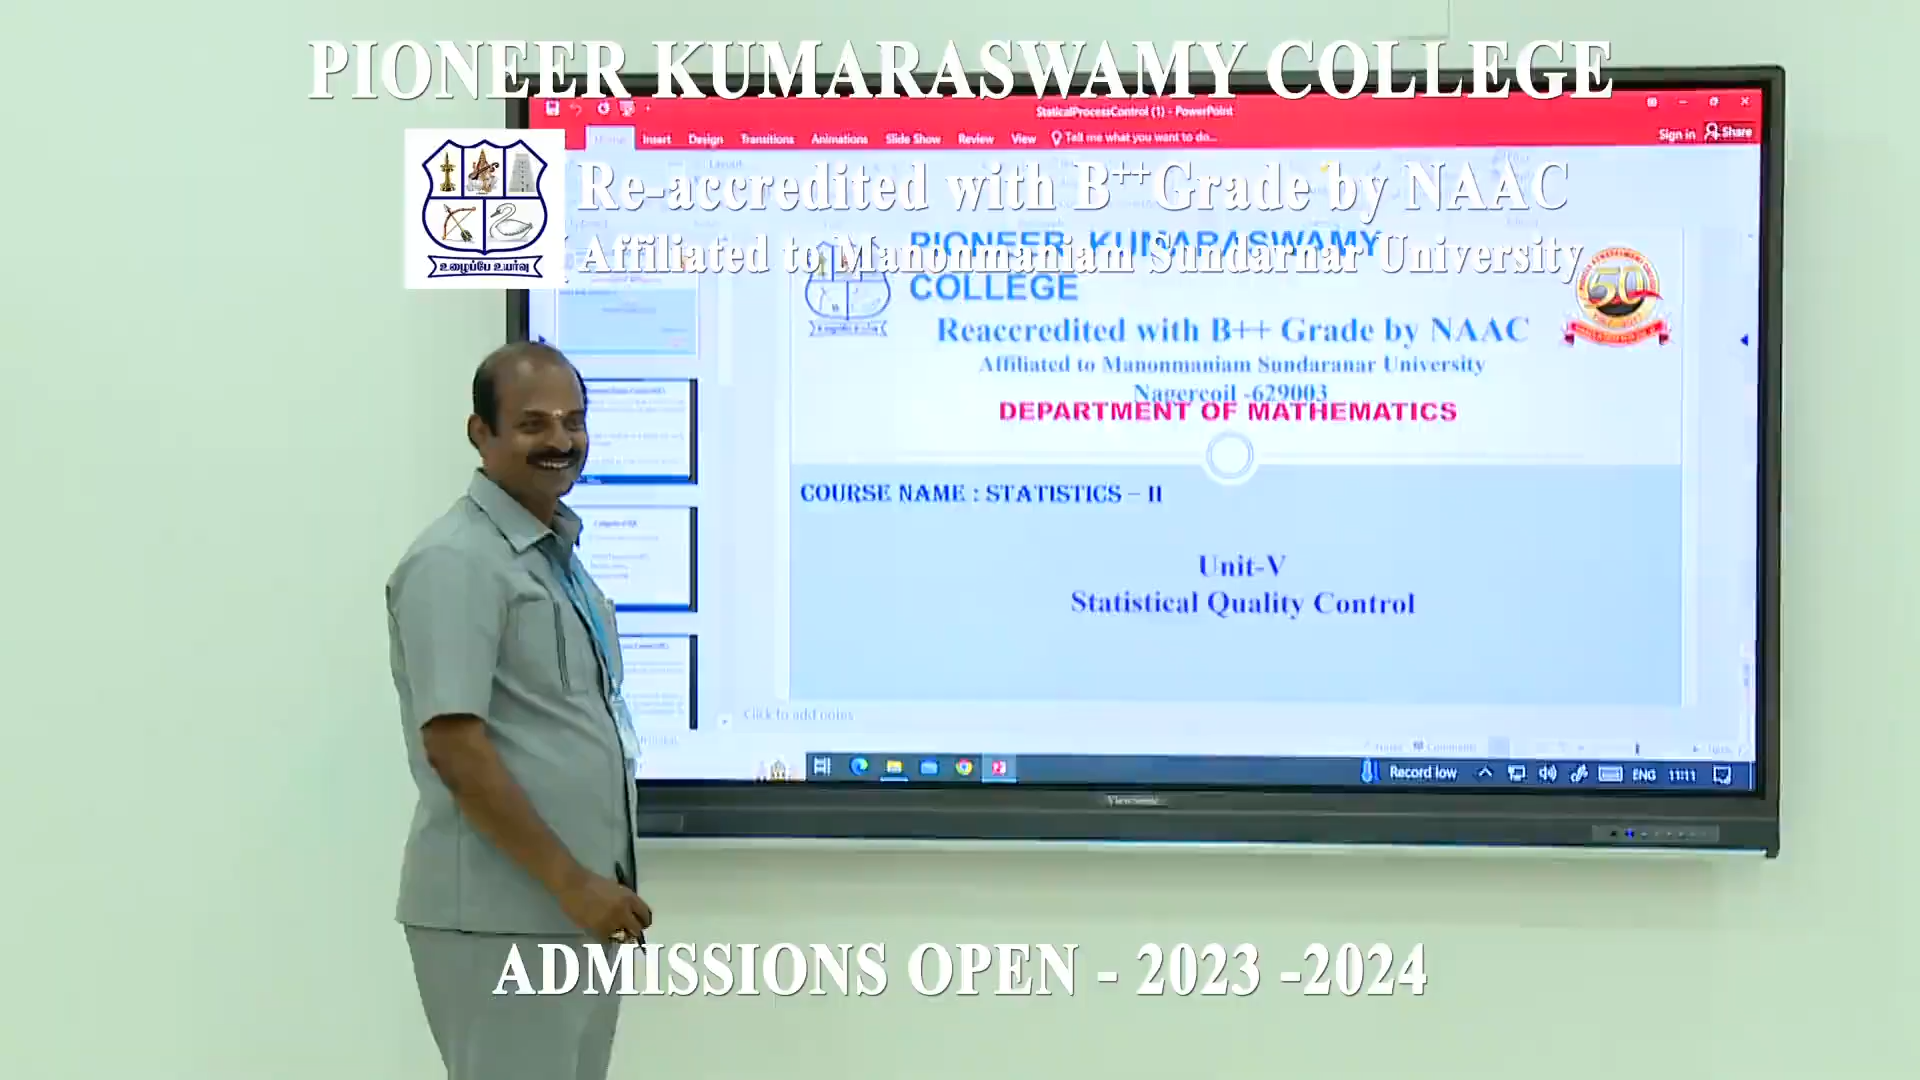 PIONEER KUMARASWAMY COLLEGE
StaticalProcessControl (1) - PowerPoint
Insert Design Transitions Animations Slide Show Review View Tell me what you want to do...
Sign in Share
Re-accredited with B++ Grade by NAAC
Affiliated to Manonmaniam Sundarnar University
உழைப்பே உயர்வு
PIONEER KUMARASWAMY
COLLEGE
50
Reaccredited with B++ Grade by NAAC
Affiliated to Manonmaniam Sundaranar University
Nagercoil -629003
DEPARTMENT OF MATHEMATICS
COURSE NAME : STATISTICS – II
Unit-V
Statistical Quality Control
Click to add notes
Record low
ENG 11:11
ViewSonic
ADMISSIONS OPEN - 2023 -2024